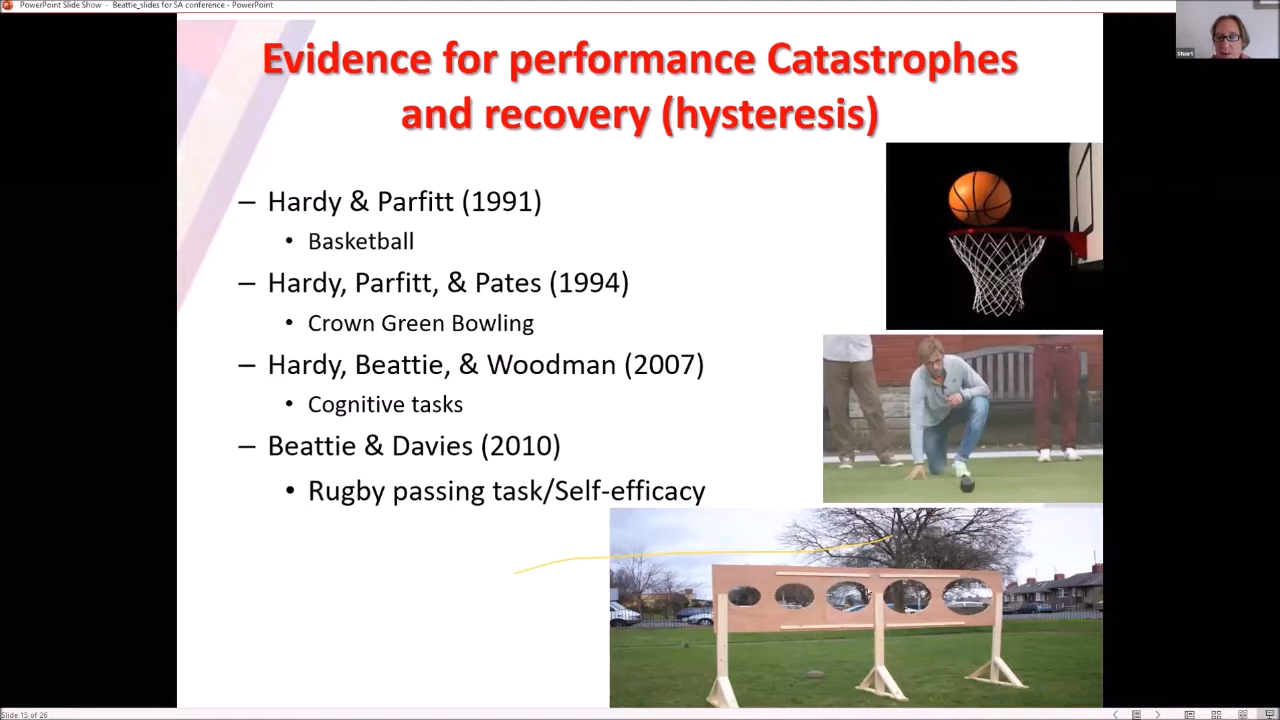 PowerPoint Slide Show - Beattie_slides for SA conference - PowerPoint
Stuart
Evidence for performance Catastrophes
and recovery (hysteresis)
– Hardy & Parfitt (1991)
• Basketball
– Hardy, Parfitt, & Pates (1994)
• Crown Green Bowling
– Hardy, Beattie, & Woodman (2007)
• Cognitive tasks
– Beattie & Davies (2010)
• Rugby passing task/Self-efficacy
Slide 15 of 26